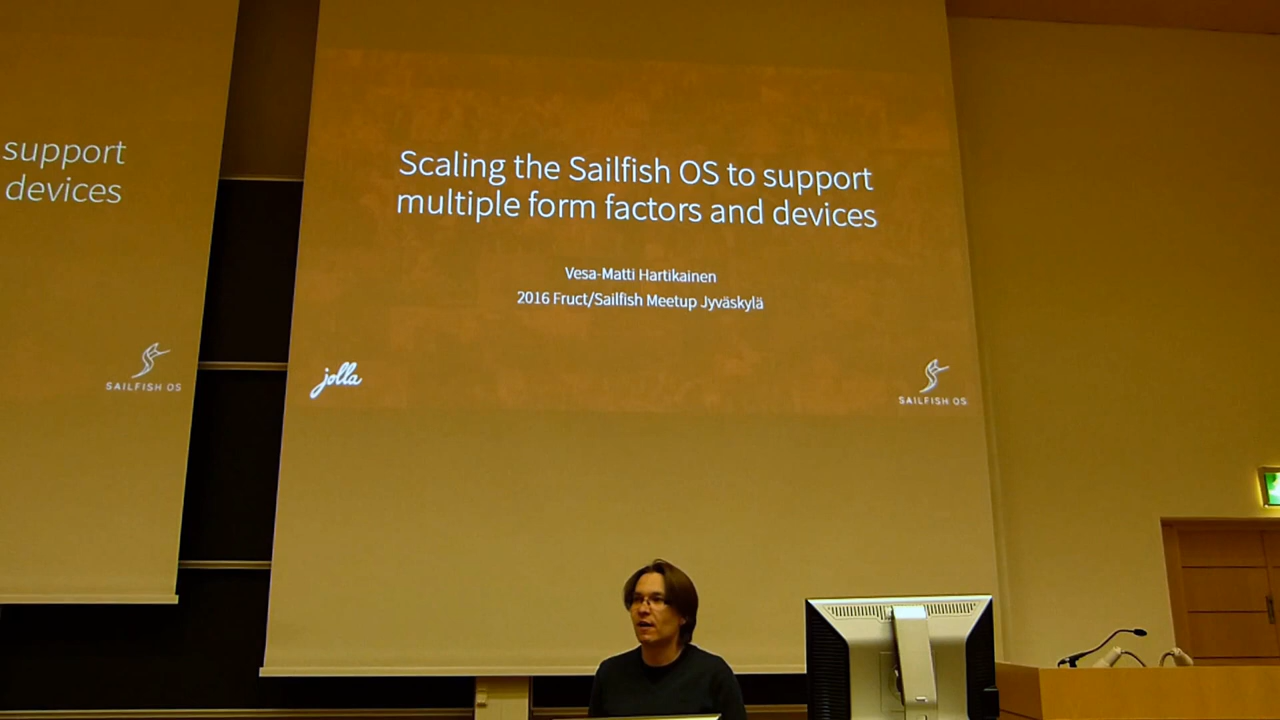 support
devices
SAILFISH OS
Scaling the Sailfish OS to support
multiple form factors and devices
Vesa-Matti Hartikainen
2016 Fruct/Sailfish Meetup Jyväskylä
jolla
SAILFISH OS